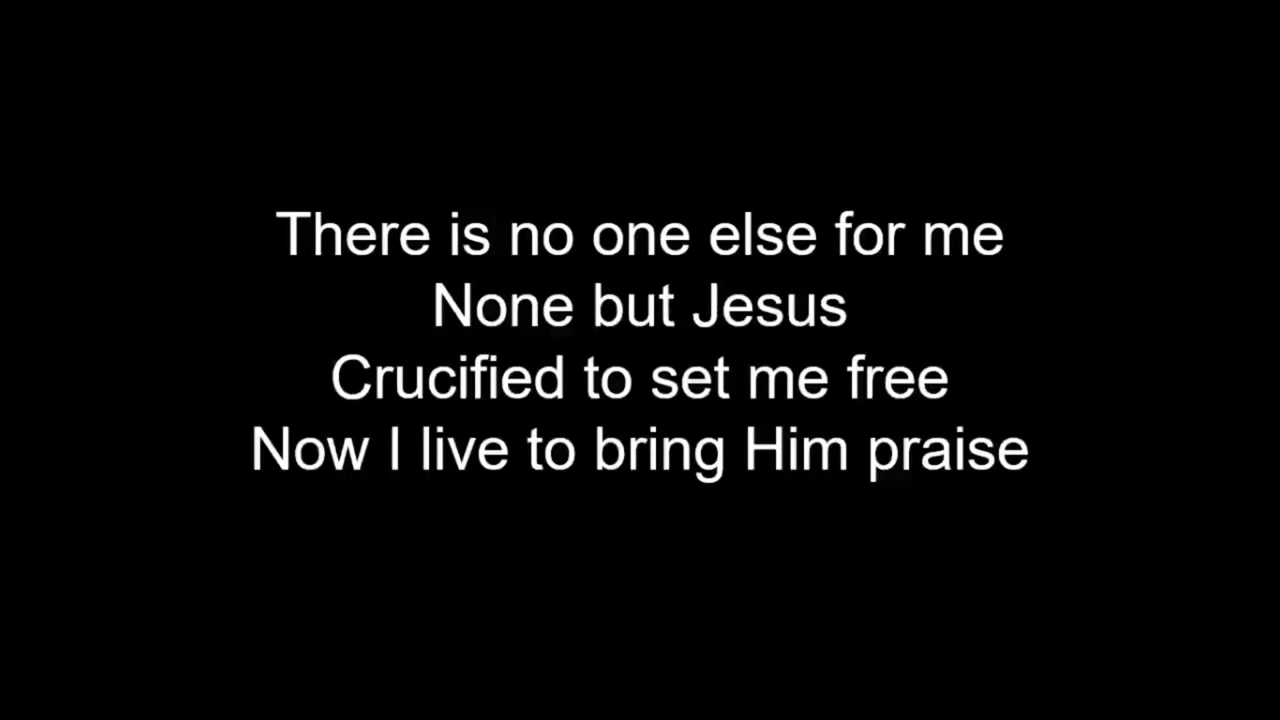 There is no one else for me
None but Jesus
Crucified to set me free
Now I live to bring Him praise